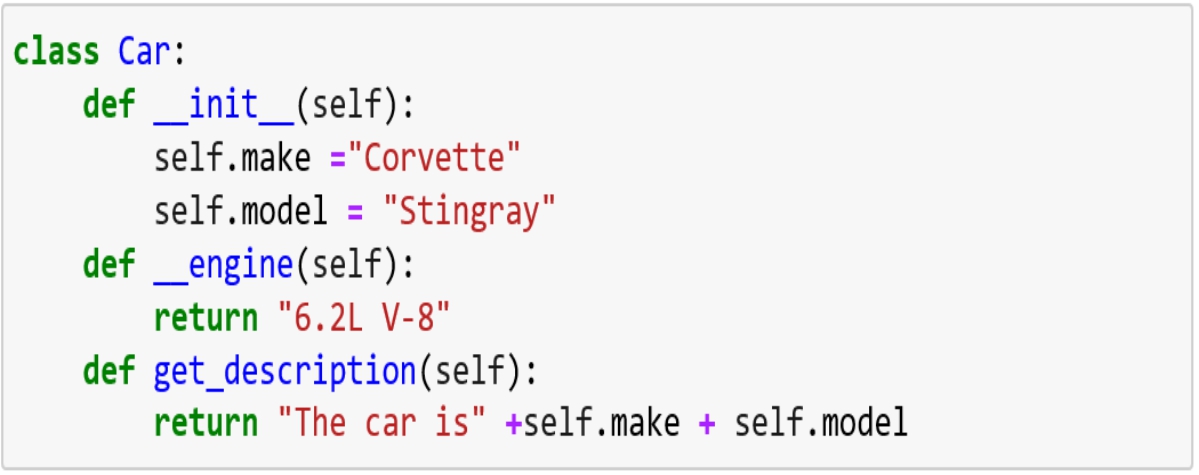 class Car:
    def __init__(self):
        self.make ="Corvette"
        self.model = "Stingray"
    def __engine(self):
        return "6.2L V-8"
    def get_description(self):
        return "The car is" +self.make + self.model